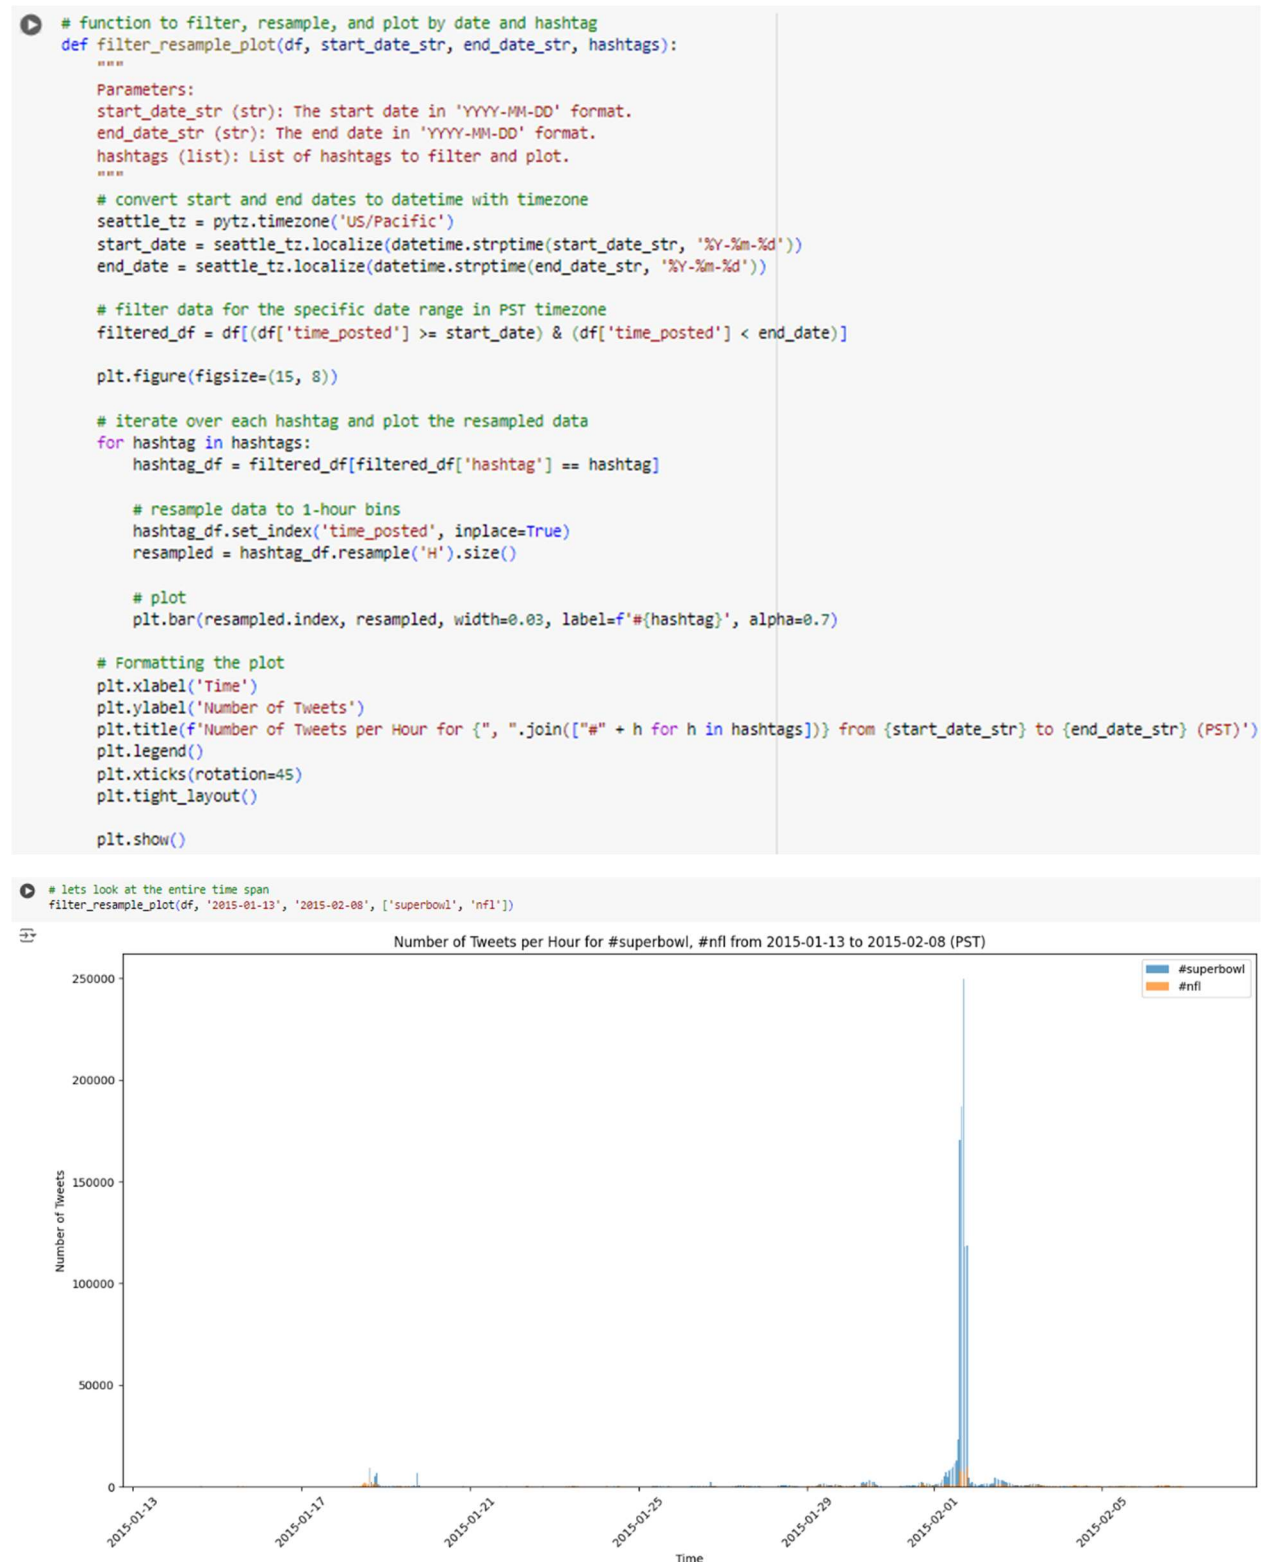 # function to filter, resample, and plot by date and hashtag
def filter_resample_plot(df, start_date_str, end_date_str, hashtags):
    """
    Parameters:
    start_date_str (str): The start date in 'YYYY-MM-DD' format.
    end_date_str (str): The end date in 'YYYY-MM-DD' format.
    hashtags (list): List of hashtags to filter and plot.
    """
    # convert start and end dates to datetime with timezone
    seattle_tz = pytz.timezone('US/Pacific')
    start_date = seattle_tz.localize(datetime.strptime(start_date_str, '%Y-%m-%d'))
    end_date = seattle_tz.localize(datetime.strptime(end_date_str, '%Y-%m-%d'))
    # filter data for the specific date range in PST timezone
    filtered_df = df[(df['time_posted'] >= start_date) & (df['time_posted'] < end_date)]
    plt.figure(figsize=(15, 8))
    # iterate over each hashtag and plot the resampled data
    for hashtag in hashtags:
        hashtag_df = filtered_df[filtered_df['hashtag'] == hashtag]
        # resample data to 1-hour bins
        hashtag_df.set_index('time_posted', inplace=True)
        resampled = hashtag_df.resample('H').size()
        # plot
        plt.bar(resampled.index, resampled, width=0.03, label=f'#{hashtag}', alpha=0.7)
    # Formatting the plot
    plt.xlabel('Time')
    plt.ylabel('Number of Tweets')
    plt.title(f'Number of Tweets per Hour for {", ".join(["#" + h for h in hashtags])} from {start_date_str} to {end_date_str} (PST)')
    plt.legend()
    plt.xticks(rotation=45)
    plt.tight_layout()
    plt.show()
# lets look at the entire time span
filter_resample_plot(df, '2015-01-13', '2015-02-08', ['superbowl', 'nfl'])
Number of Tweets per Hour for #superbowl, #nfl from 2015-01-13 to 2015-02-08 (PST)
#superbowl
#nfl
250000
200000
150000
100000
50000
0
Number of Tweets
2015-01-13
2015-01-17
2015-01-21
2015-01-25
2015-01-29
2015-02-01
2015-02-05
Time